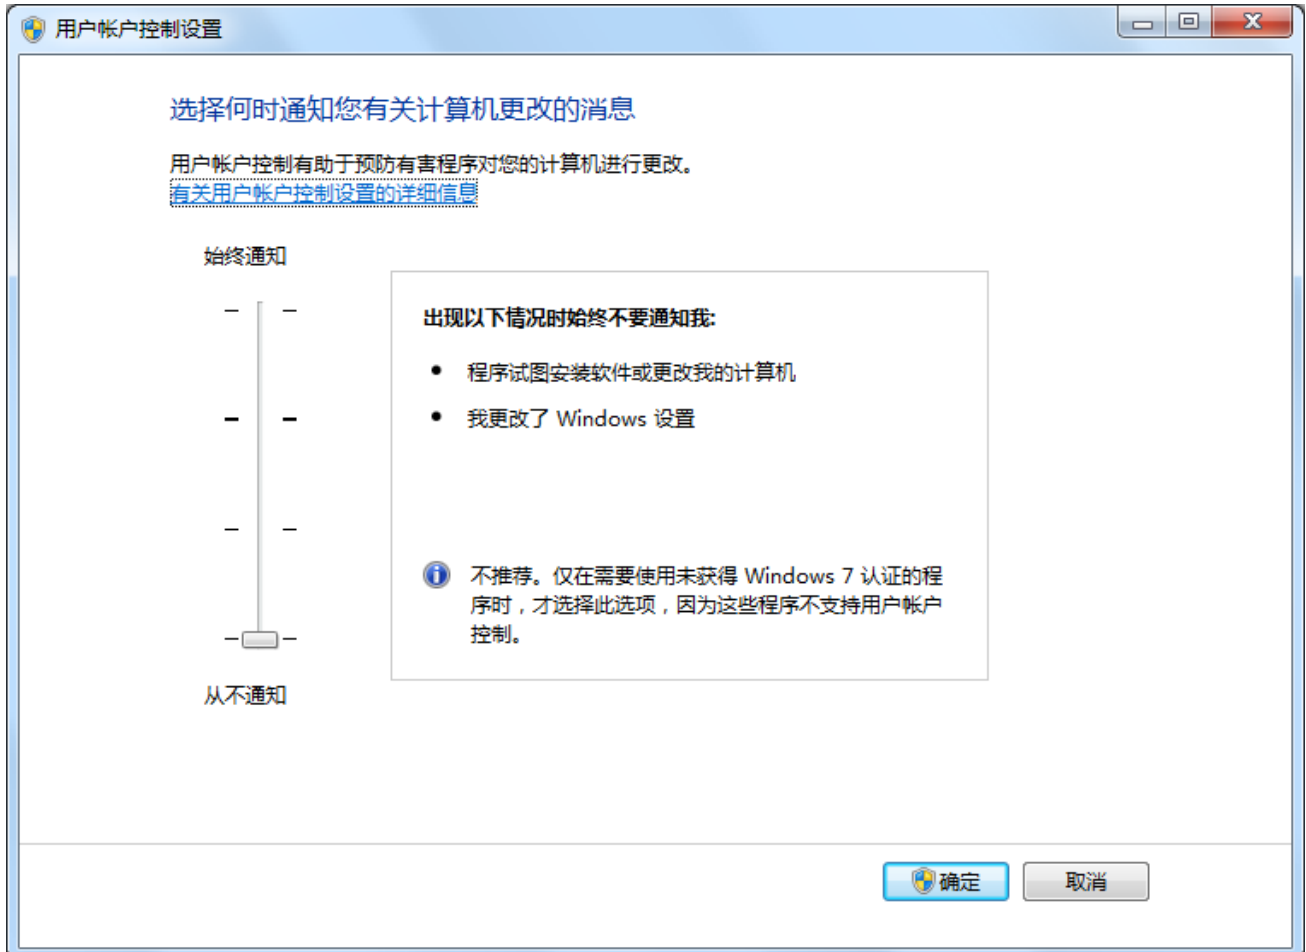 用户帐户控制设置
选择何时通知您有关计算机更改的消息
用户帐户控制有助于预防有害程序对您的计算机进行更改。
有关用户帐户控制设置的详细信息
始终通知
出现以下情况时始终不要通知我:
● 程序试图安装软件或更改我的计算机
● 我更改了 Windows 设置
不推荐。仅在需要使用未获得 Windows 7 认证的程
序时，才选择此选项，因为这些程序不支持用户帐户
控制。
从不通知
确定
取消